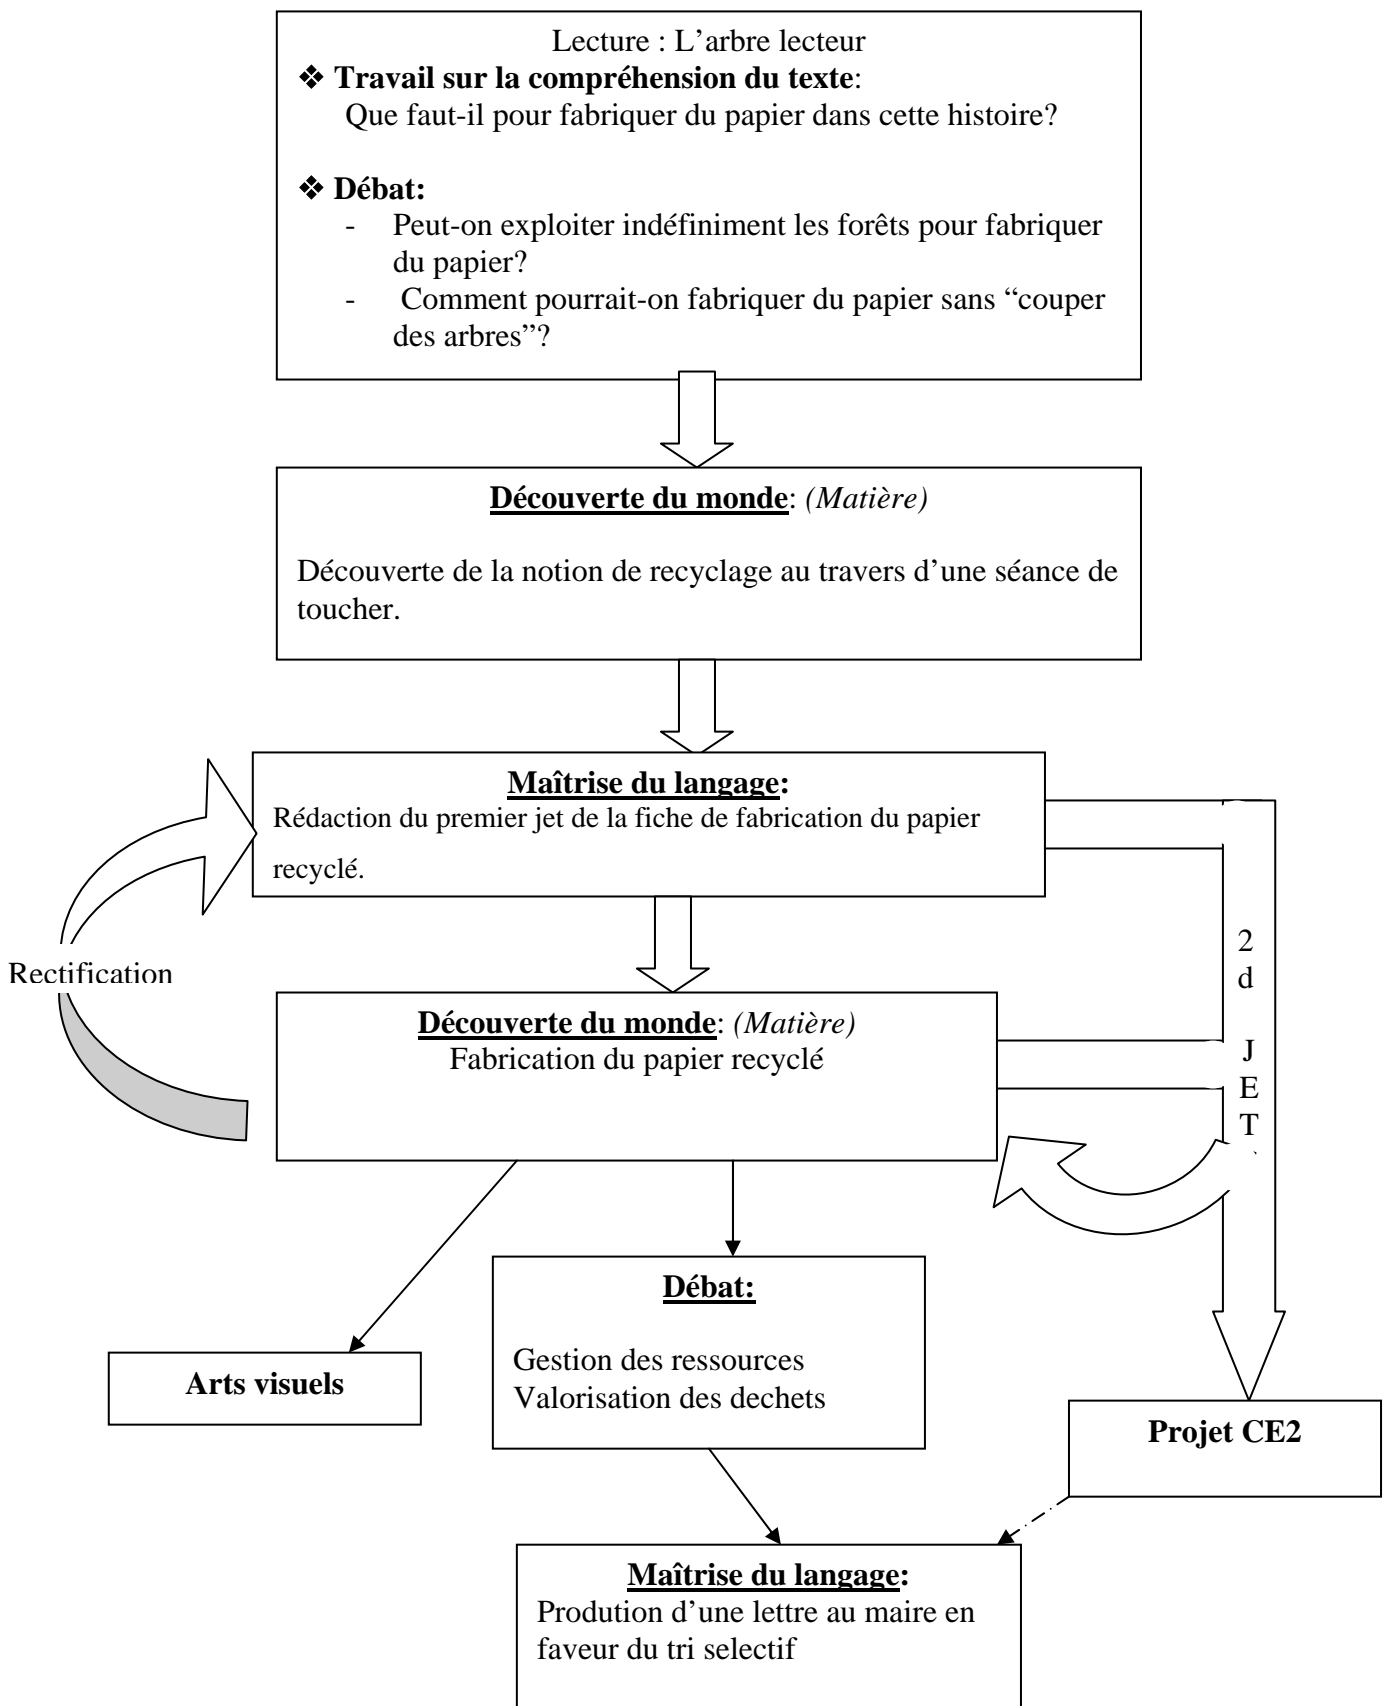 Lecture : L’arbre lecteur
❖ Travail sur la compréhension du texte:
Que faut-il pour fabriquer du papier dans cette histoire?
❖ Débat:
- Peut-on exploiter indéfiniment les forêts pour fabriquer
du papier?
- Comment pourrait-on fabriquer du papier sans “couper
des arbres”?
Découverte du monde: (Matière)
Découverte de la notion de recyclage au travers d’une séance de
toucher.
Maîtrise du langage:
Rédaction du premier jet de la fiche de fabrication du papier
recyclé.
Rectification
2
d
J
E
T
Découverte du monde: (Matière)
Fabrication du papier recyclé
Débat:
Gestion des ressources
Valorisation des dechets
Arts visuels
Projet CE2
Maîtrise du langage:
Prodution d’une lettre au maire en
faveur du tri selectif